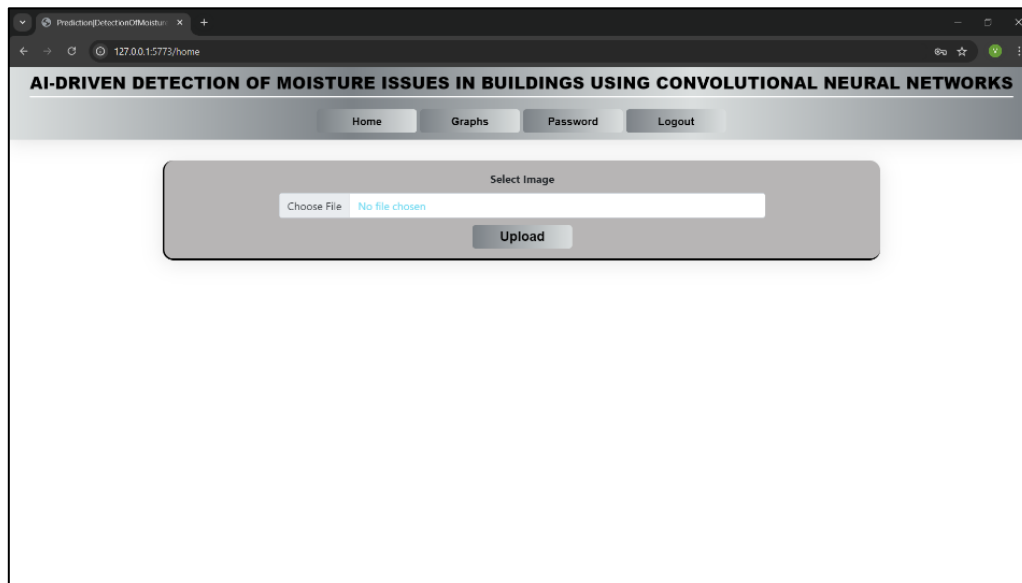 Prediction|DetectionOfMoistur
127.0.0.1:5773/home
AI-DRIVEN DETECTION OF MOISTURE ISSUES IN BUILDINGS USING CONVOLUTIONAL NEURAL NETWORKS
Home Graphs Password Logout
Select Image
Choose File No file chosen
Upload